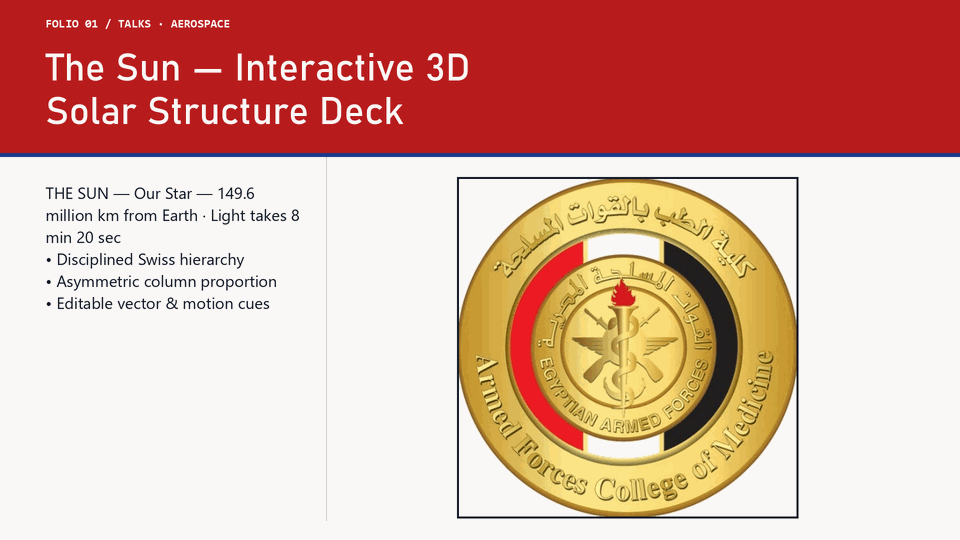 FOLIO 01 / TALKS · AEROSPACE
The Sun — Interactive 3D
Solar Structure Deck
THE SUN — Our Star — 149.6
million km from Earth · Light takes 8
min 20 sec
• Disciplined Swiss hierarchy
• Asymmetric column proportion
• Editable vector & motion cues
كلية الطب بالقوات المسلحة
القوات المسلحة المصرية
EGYPTIAN ARMED FORCES
Armed Forces College of Medicine